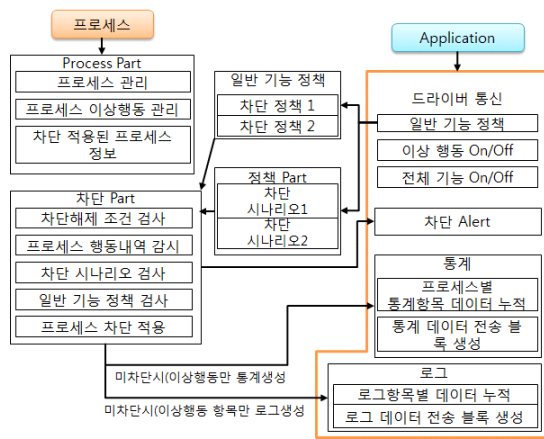 프로세스
Application
Process Part
프로세스 관리
프로세스 이상행동 관리
차단 적용된 프로세스
정보
일반 기능 정책
차단 정책 1
차단 정책 2
드라이버 통신
일반 기능 정책
이상 행동 On/Off
전체 기능 On/Off
정책 Part
차단
시나리오1
차단
시나리오2
차단 Part
차단해제 조건 검사
프로세스 행동내역 감시
차단 시나리오 검사
일반 기능 정책 검사
프로세스 차단 적용
차단 Alert
통계
프로세스별
통계항목 데이터 누적
통계 데이터 전송 블
록 생성
미차단시(이상행동만 통계생성
로그
로그항목별 데이터 누적
로그 데이터 전송 블록 생성
미차단시(이상행동 항목만 로그생성